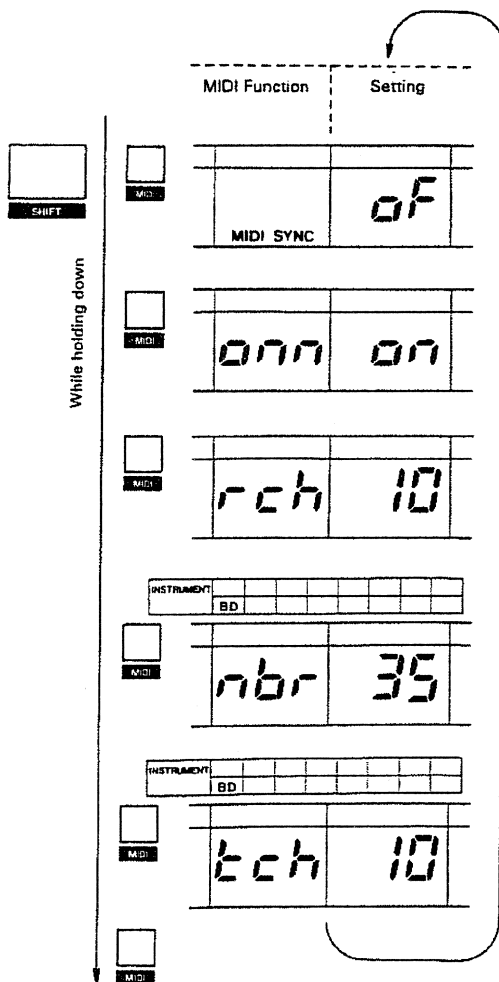 MIDI Function Setting
SHIFT
MIDI
oF
MIDI SYNC
While holding down
MIDI
onn on
MIDI
rch 10
INSTRUMENT
BD
MIDI
nbr 35
INSTRUMENT
BD
MIDI
tch 10
MIDI